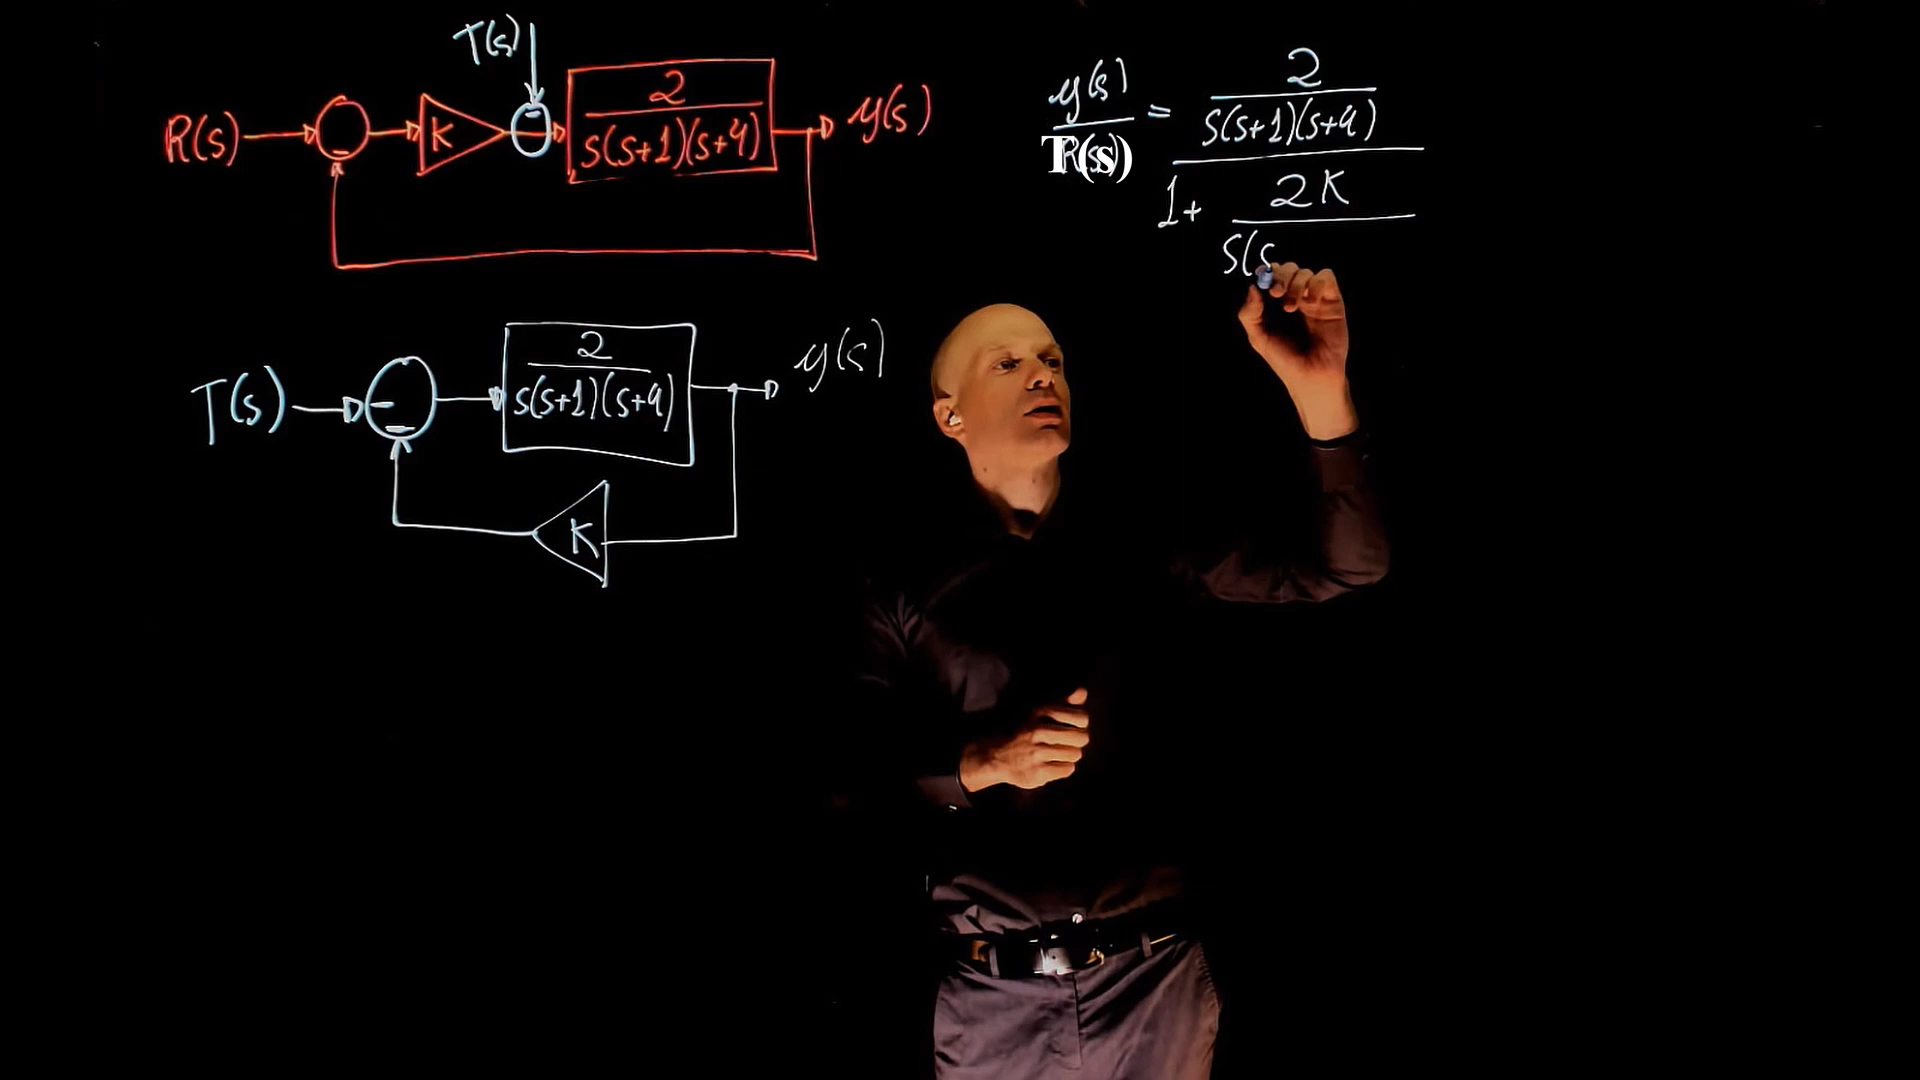 T(s)
R(s) K 2 y(s)
s(s+1)(s+4)
T(s) 2 y(s)
s(s+1)(s+4)
K
y(s) = 2
T(s) s(s+1)(s+4)
1+ 2K
s(s